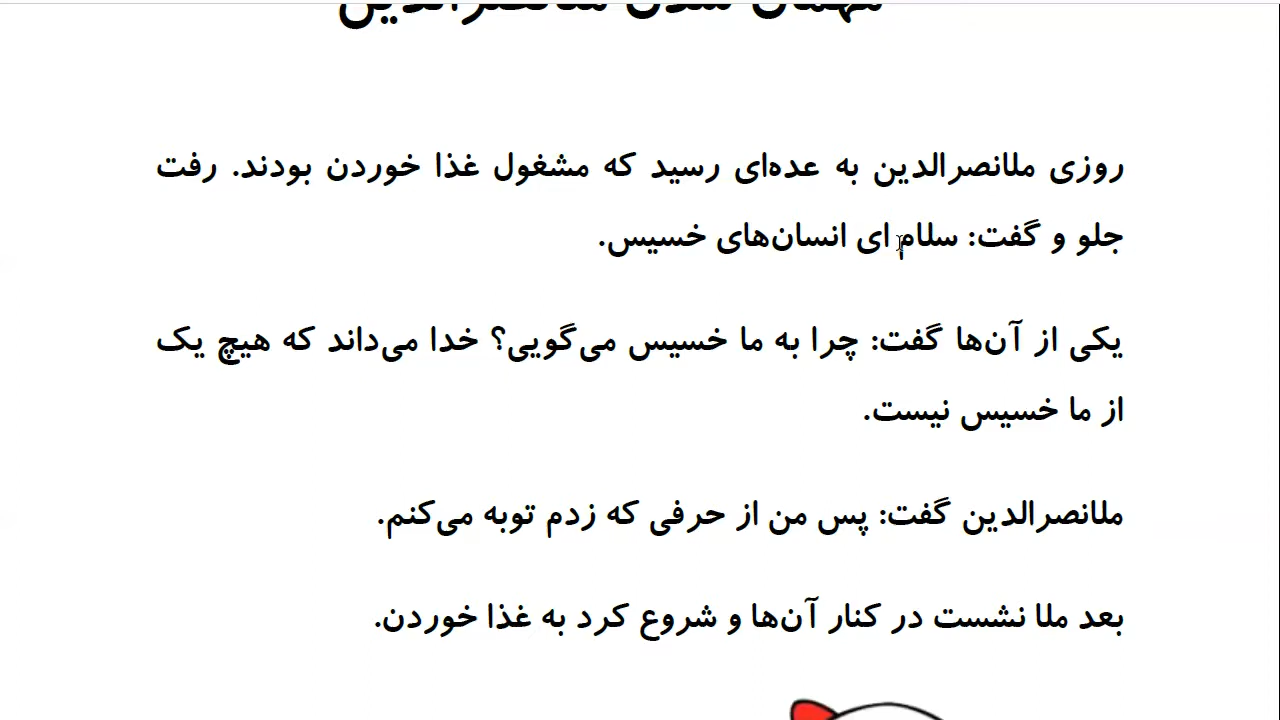 مهمان شدن ملانصرالدین
روزی ملانصرالدین به عده‌ای رسید که مشغول غذا خوردن بودند. رفت
جلو و گفت: سلام ای انسان‌های خسیس.
یکی از آن‌ها گفت: چرا به ما خسیس می‌گویی؟ خدا می‌داند که هیچ یک
از ما خسیس نیست.
ملانصرالدین گفت: پس من از حرفی که زدم توبه می‌کنم.
بعد ملا نشست در کنار آن‌ها و شروع کرد به غذا خوردن.